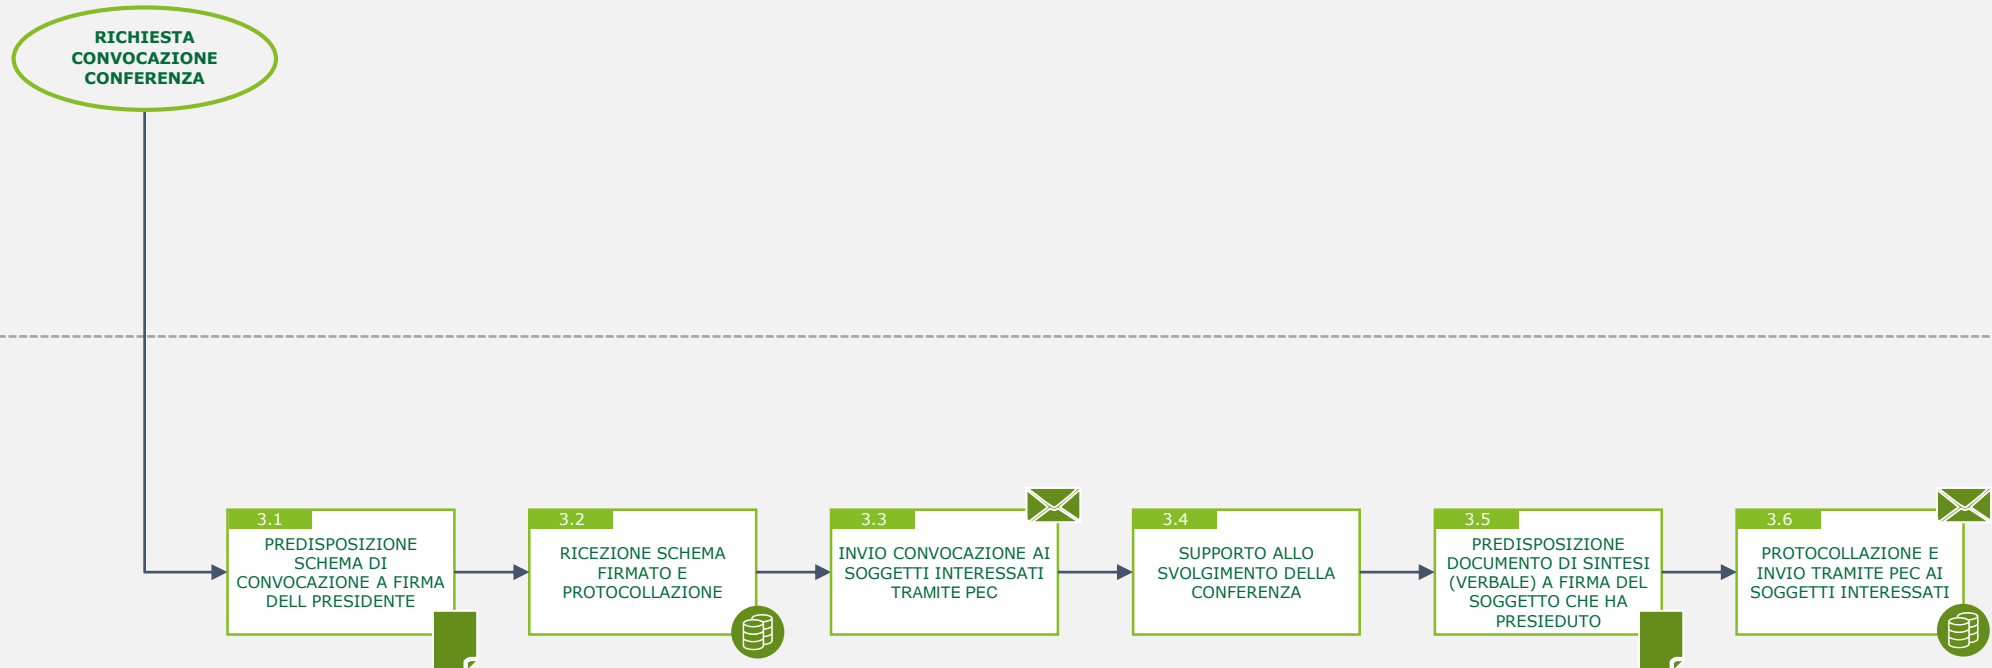 RICHIESTA
CONVOCAZIONE
CONFERENZA
3.1
PREDISPOSIZIONE
SCHEMA DI
CONVOCAZIONE A FIRMA
DELL PRESIDENTE
3.2
RICEZIONE SCHEMA
FIRMATO E
PROTOCOLLAZIONE
3.3
INVIO CONVOCAZIONE AI
SOGGETTI INTERESSATI
TRAMITE PEC
3.4
SUPPORTO ALLO
SVOLGIMENTO DELLA
CONFERENZA
3.5
PREDISPOSIZIONE
DOCUMENTO DI SINTESI
(VERBALE) A FIRMA DEL
SOGGETTO CHE HA
PRESIEDUTO
3.6
PROTOCOLLAZIONE E
INVIO TRAMITE PEC AI
SOGGETTI INTERESSATI